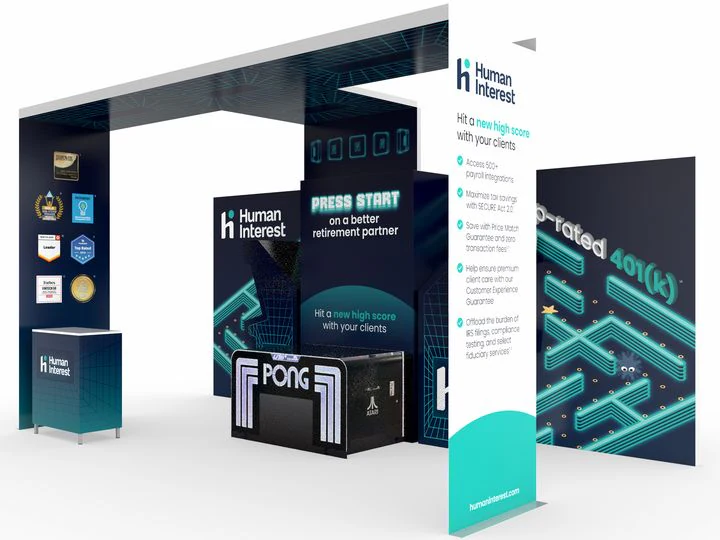 Human
Interest
Hit a new high score
with your clients
Access 500+
payroll integrations
Maximize tax savings
with SECURE Act 2.0
Save with Price Match
Guarantee and zero
transaction fees
Help ensure premium
client care with our
Customer Experience
Guarantee
Offload the burden of
IRS filings, compliance
testing, and select
fiduciary services
humaninterest.com
PRESS START
on a better
retirement partner
Hit a new high score
with your clients
Human
Interest
PONG
ATARI
p-rated 401(k)
Leader
Top Rated
Forbes
Human
Interest